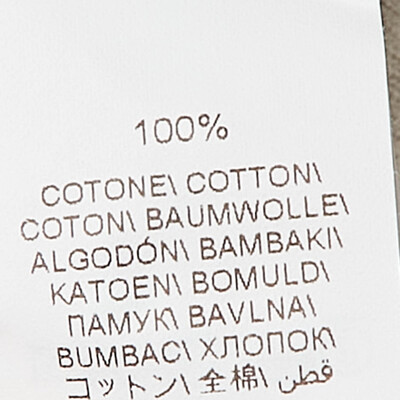 100%
COTONE\ COTTON\
COTON\ BAUMWOLLE\
ALGODÓN\ BAMBAKI\
KATOEN\ BOMULD\
ПАМУК\ BAVLNA\
BUMBAC\ ХЛОПОК\
コットン\ 全棉\ قطن